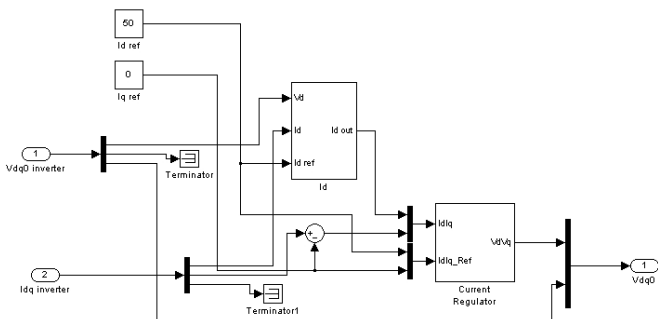 50
Id ref
0
Iq ref
Vd
Id
Id out
Id ref
Id
1
Vdq0 inverter
Terminator
+
−
IdIq
VdVq
IdIq_Ref
Current
Regulator
1
Vdq0
2
Idq inverter
Terminator1